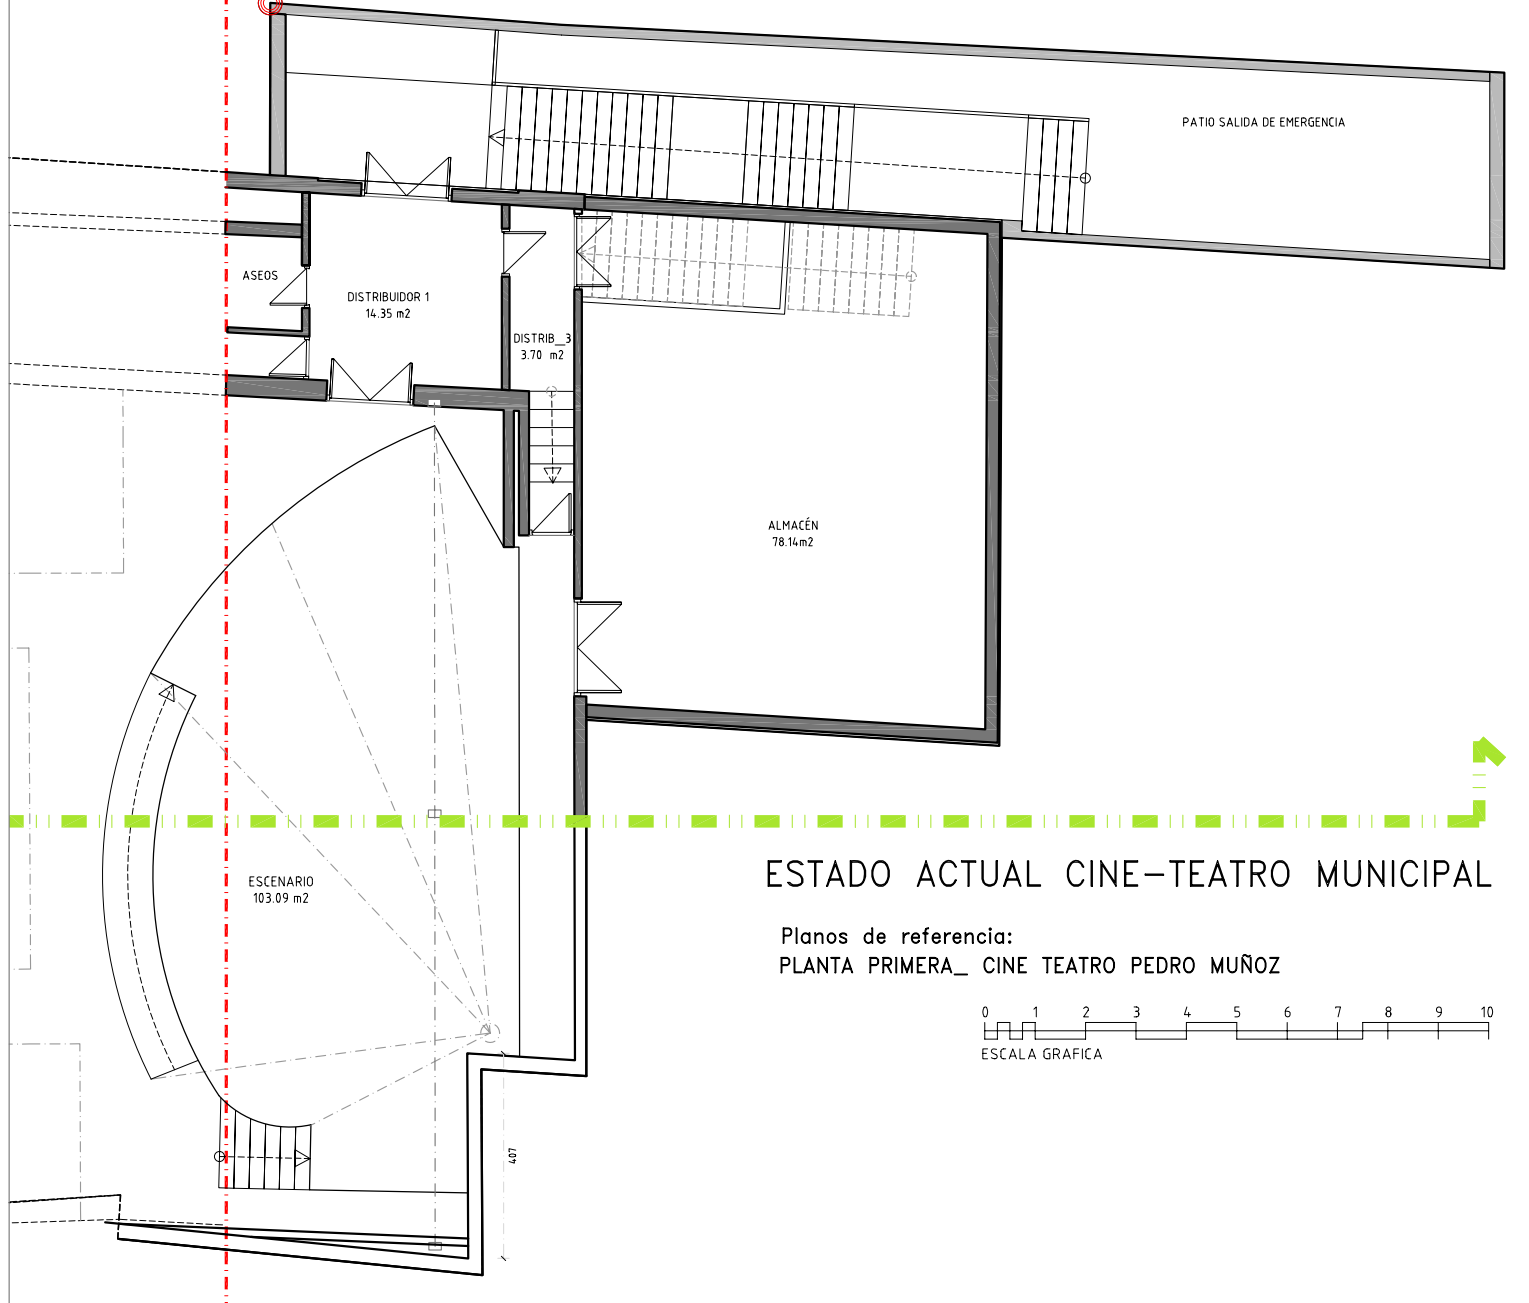 PATIO SALIDA DE EMERGENCIA
ASEOS
DISTRIBUIDOR 1
14.35 m2
DISTRIB_3
3.70 m2
ALMACÉN
78.14m2
ESCENARIO
103.09 m2
ESTADO ACTUAL CINE-TEATRO MUNICIPAL
Planos de referencia:
PLANTA PRIMERA_ CINE TEATRO PEDRO MUÑOZ
0 1 2 3 4 5 6 7 8 9 10
ESCALA GRAFICA
407